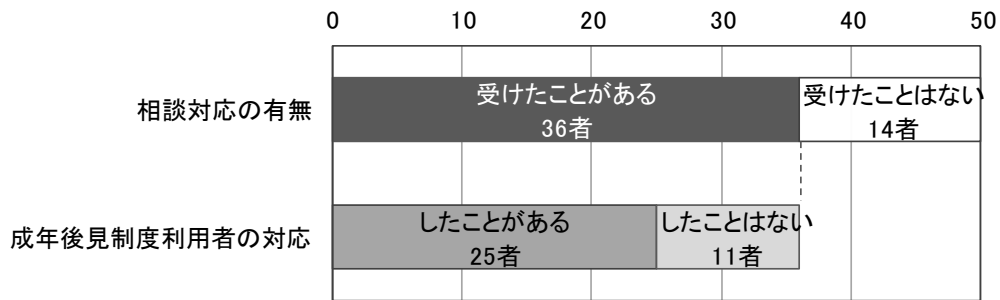 0 10 20 30 40 50
相談対応の有無
受けたことがある
36者
受けたことはない
14者
成年後見制度利用者の対応
したことがある
25者
したことはない
11者